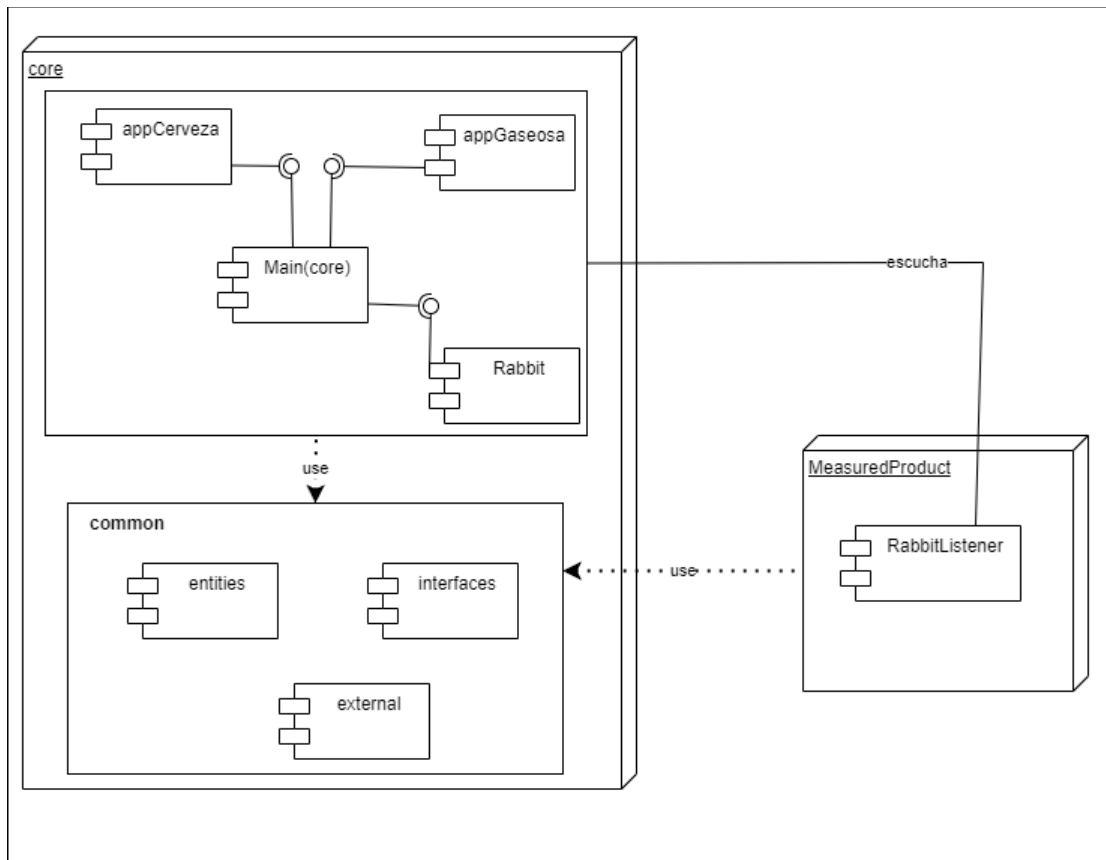 core
appCerveza
appGaseosa
Main(core)
escucha
Rabbit
use
MeasuredProduct
common
RabbitListener
entities
interfaces
use
external